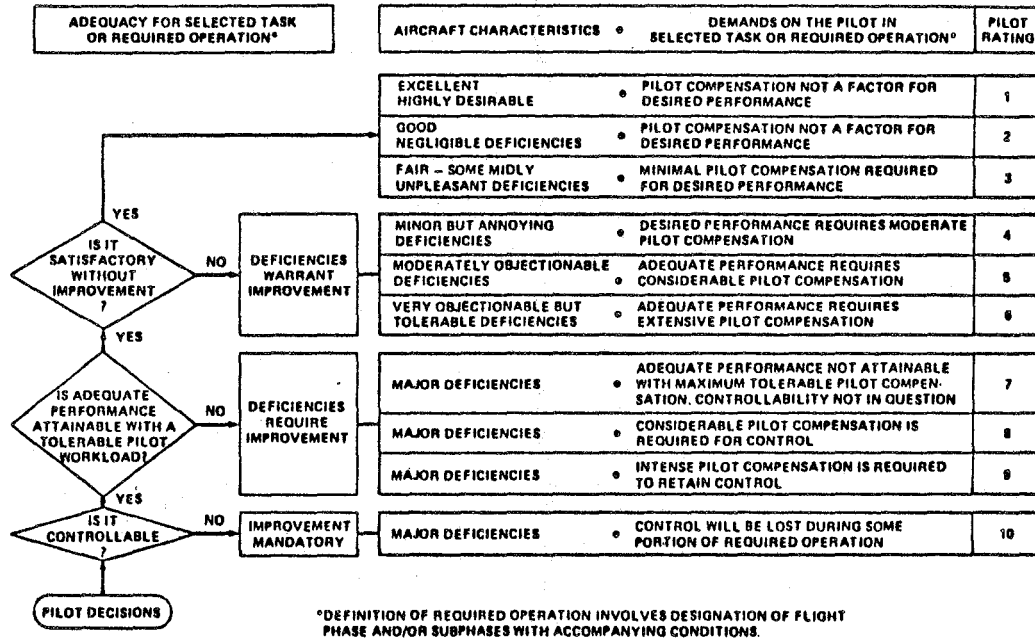 ADEQUACY FOR SELECTED TASK
OR REQUIRED OPERATION*
AIRCRAFT CHARACTERISTICS •
DEMANDS ON THE PILOT IN
SELECTED TASK OR REQUIRED OPERATION*
PILOT
RATING
EXCELLENT
HIGHLY DESIRABLE
• PILOT COMPENSATION NOT A FACTOR FOR
DESIRED PERFORMANCE
1
GOOD
NEGLIGIBLE DEFICIENCIES
• PILOT COMPENSATION NOT A FACTOR FOR
DESIRED PERFORMANCE
2
FAIR – SOME MIDLY
UNPLEASANT DEFICIENCIES
• MINIMAL PILOT COMPENSATION REQUIRED
FOR DESIRED PERFORMANCE
3
YES
IS IT
SATISFACTORY
WITHOUT
IMPROVEMENT
?
NO
DEFICIENCIES
WARRANT
IMPROVEMENT
MINOR BUT ANNOYING
DEFICIENCIES
• DESIRED PERFORMANCE REQUIRES MODERATE
PILOT COMPENSATION
4
MODERATELY OBJECTIONABLE
DEFICIENCIES
• ADEQUATE PERFORMANCE REQUIRES
CONSIDERABLE PILOT COMPENSATION
5
VERY OBJECTIONABLE BUT
TOLERABLE DEFICIENCIES
• ADEQUATE PERFORMANCE REQUIRES
EXTENSIVE PILOT COMPENSATION
6
YES
IS ADEQUATE
PERFORMANCE
ATTAINABLE WITH A
TOLERABLE PILOT
WORKLOAD?
NO
DEFICIENCIES
REQUIRE
IMPROVEMENT
MAJOR DEFICIENCIES
• ADEQUATE PERFORMANCE NOT ATTAINABLE
WITH MAXIMUM TOLERABLE PILOT COMPEN-
SATION. CONTROLLABILITY NOT IN QUESTION
7
MAJOR DEFICIENCIES
• CONSIDERABLE PILOT COMPENSATION IS
REQUIRED FOR CONTROL
8
MAJOR DEFICIENCIES
• INTENSE PILOT COMPENSATION IS REQUIRED
TO RETAIN CONTROL
9
YES
IS IT
CONTROLLABLE
?
NO
IMPROVEMENT
MANDATORY
MAJOR DEFICIENCIES
• CONTROL WILL BE LOST DURING SOME
PORTION OF REQUIRED OPERATION
10
PILOT DECISIONS
*DEFINITION OF REQUIRED OPERATION INVOLVES DESIGNATION OF FLIGHT
PHASE AND/OR SUBPHASES WITH ACCOMPANYING CONDITIONS.